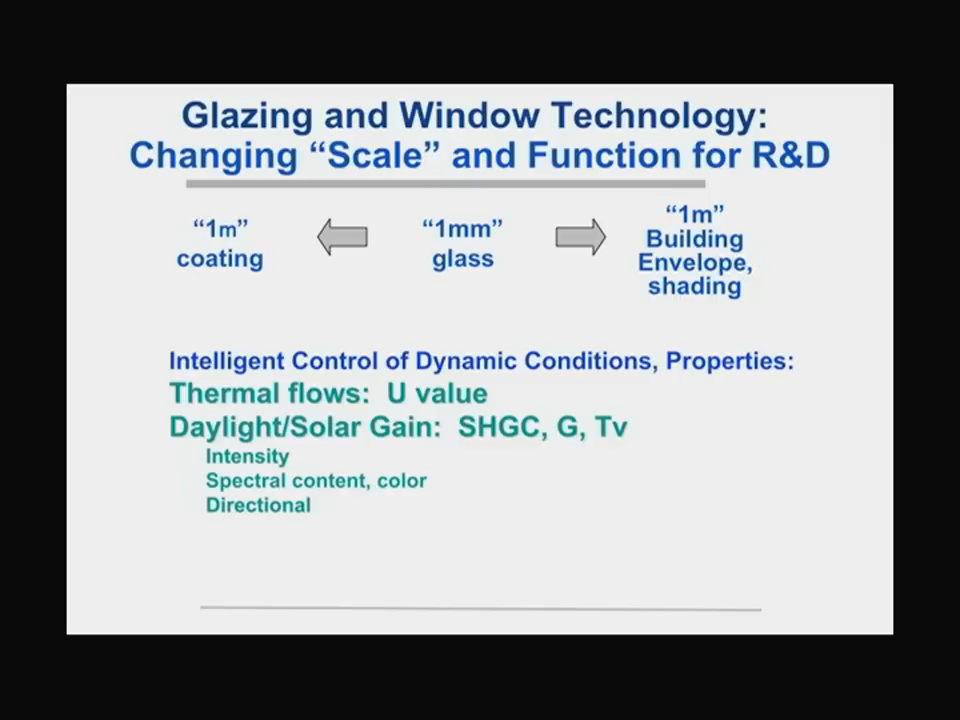 Glazing and Window Technology:
Changing “Scale” and Function for R&D
“1m”
coating
“1mm”
glass
“1m”
Building
Envelope,
shading
Intelligent Control of Dynamic Conditions, Properties:
Thermal flows: U value
Daylight/Solar Gain: SHGC, G, Tv
Intensity
Spectral content, color
Directional